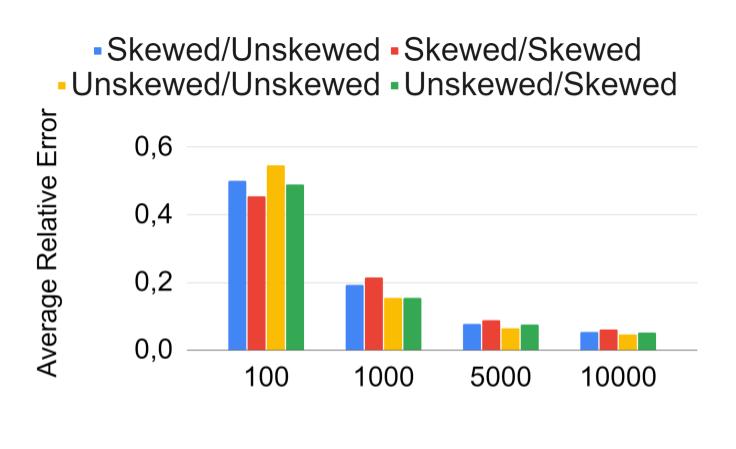 Skewed/Unskewed Skewed/Skewed
Unskewed/Unskewed Unskewed/Skewed
Average Relative Error
0,6
0,4
0,2
0,0
100 1000 5000 10000